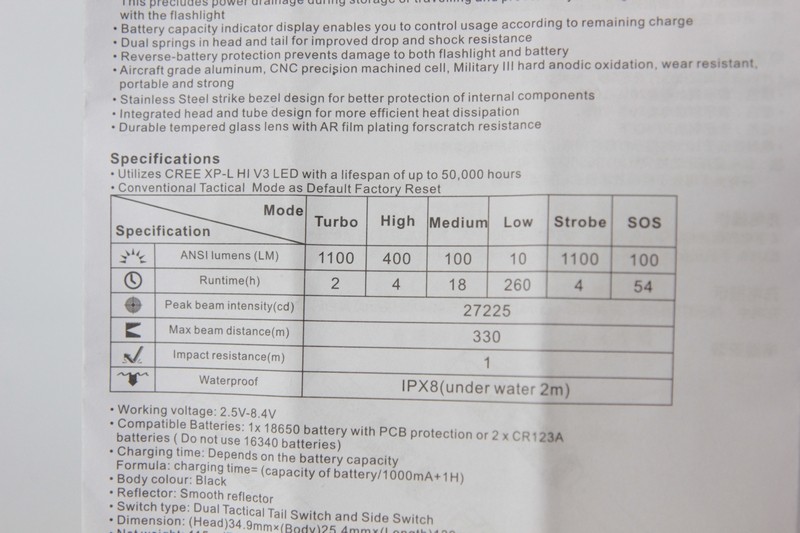 This precludes power drainage during storage or travelling and
with the flashlight
• Battery capacity indicator display enables you to control usage according to remaining charge
• Dual springs in head and tail for improved drop and shock resistance
• Reverse-battery protection prevents damage to both flashlight and battery
• Aircraft grade aluminum, CNC precision machined cell, Military III hard anodic oxidation, wear resistant,
portable and strong
• Stainless Steel strike bezel design for better protection of internal components
• Integrated head and tube design for more efficient heat dissipation
• Durable tempered glass lens with AR film plating forscratch resistance
Specifications
• Utilizes CREE XP-L HI V3 LED with a lifespan of up to 50,000 hours
• Conventional Tactical Mode as Default Factory Reset
Mode Turbo High Medium Low Strobe SOS
Specification
ANSI lumens (LM) 1100 400 100 10 1100 100
Runtime(h) 2 4 18 260 4 54
Peak beam intensity(cd) 27225
Max beam distance(m) 330
Impact resistance(m) 1
Waterproof IPX8(under water 2m)
• Working voltage: 2.5V-8.4V
• Compatible Batteries: 1x 18650 battery with PCB protection or 2 x CR123A
batteries ( Do not use 16340 batteries)
• Charging time: Depends on the battery capacity
Formula: charging time= (capacity of battery/1000mA+1H)
• Body colour: Black
• Reflector: Smooth reflector
• Switch type: Dual Tactical Tail Switch and Side Switch
• Dimension: (Head)34.9mm×(Body)25.4mm×(Length)